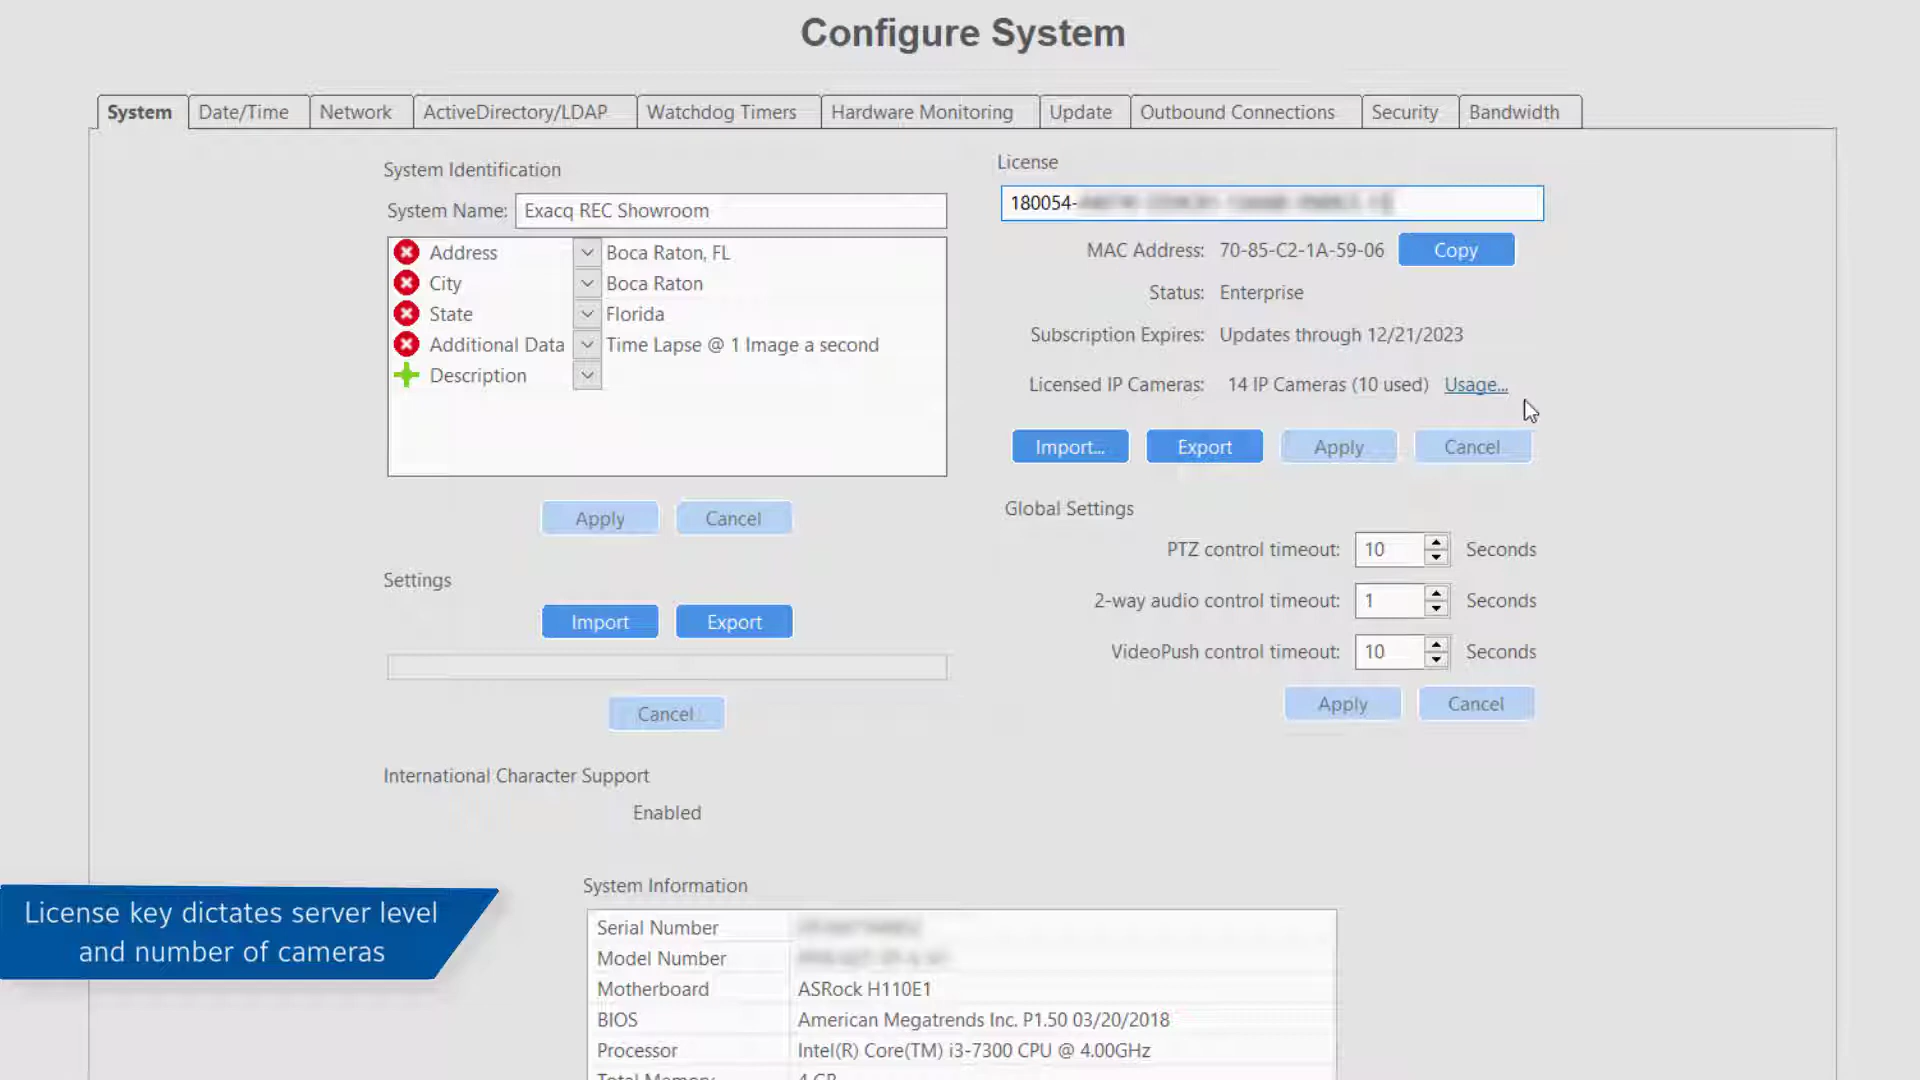 Configure System
System Date/Time Network ActiveDirectory/LDAP Watchdog Timers Hardware Monitoring Update Outbound Connections Security Bandwidth
System Identification
System Name: Exacq REC Showroom
Address Boca Raton, FL
City Boca Raton
State Florida
Additional Data Time Lapse @ 1 Image a second
Description
Apply Cancel
Settings
Import Export
Cancel
International Character Support
Enabled
License
180054-
MAC Address: 70-85-C2-1A-59-06 Copy
Status: Enterprise
Subscription Expires: Updates through 12/21/2023
Licensed IP Cameras: 14 IP Cameras (10 used) Usage...
Import... Export Apply Cancel
Global Settings
PTZ control timeout: 10 Seconds
2-way audio control timeout: 1 Seconds
VideoPush control timeout: 10 Seconds
Apply Cancel
System Information
Serial Number
Model Number
Motherboard ASRock H110E1
BIOS American Megatrends Inc. P1.50 03/20/2018
Processor Intel(R) Core(TM) i3-7300 CPU @ 4.00GHz
Total Memory 4 GB
License key dictates server level
and number of cameras